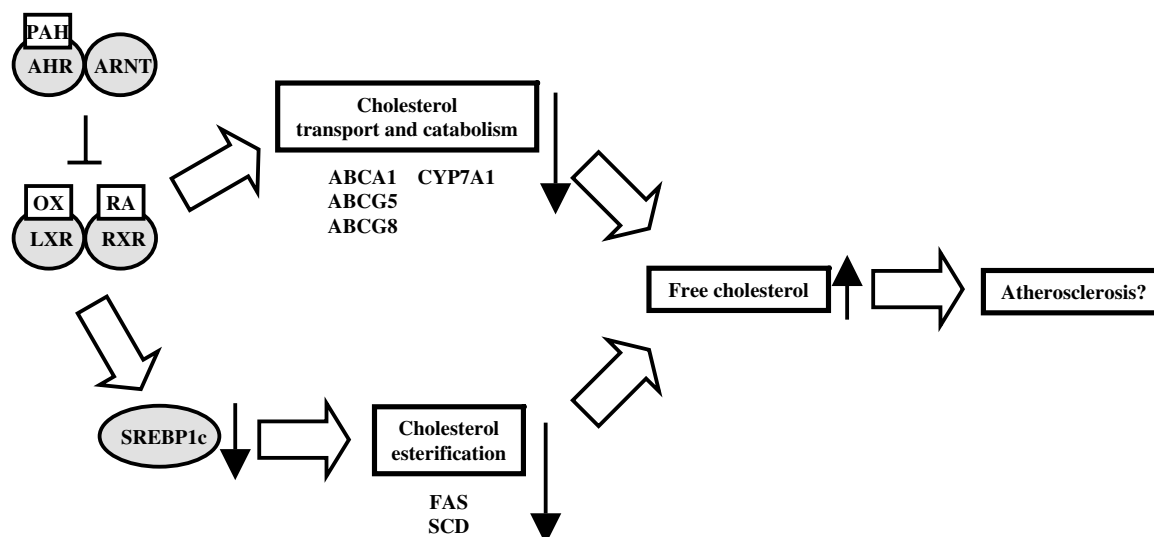 PAH
AHR ARNT
Cholesterol
transport and catabolism
ABCA1 CYP7A1
ABCG5
ABCG8
OX RA
LXR RXR
Free cholesterol
Atherosclerosis?
SREBP1c
Cholesterol
esterification
FAS
SCD